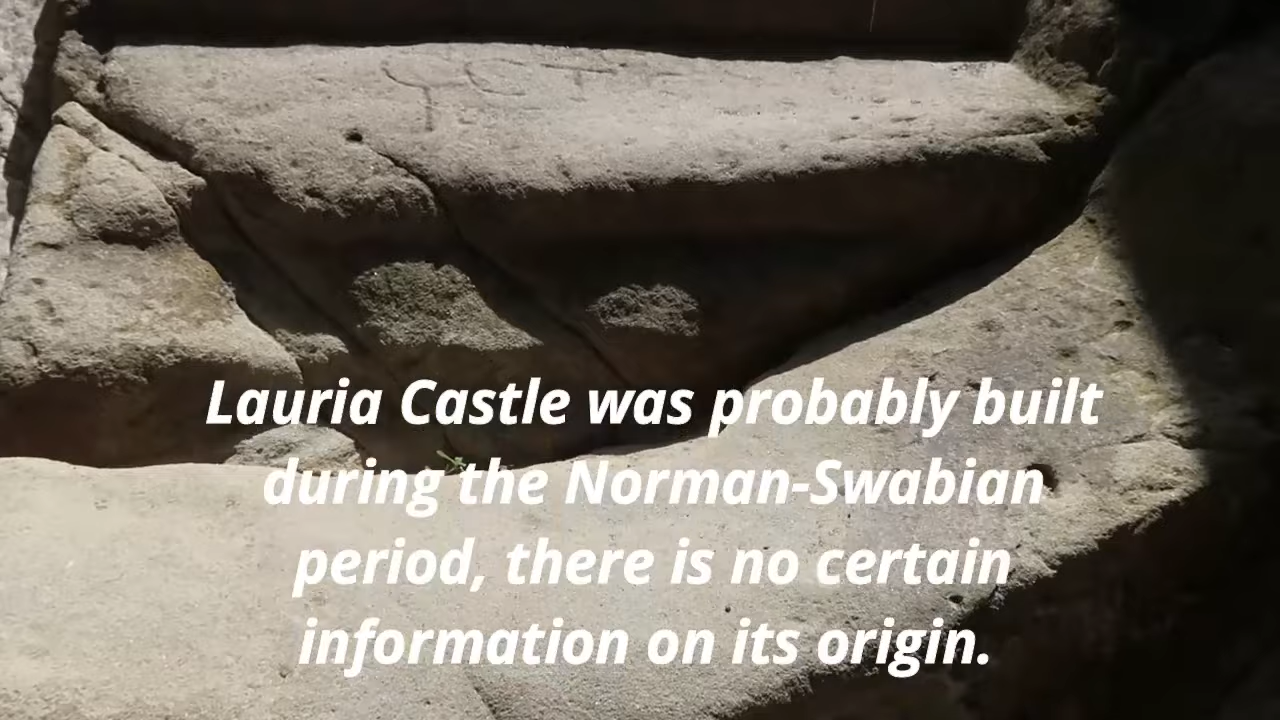 Lauria Castle was probably built
during the Norman-Swabian
period, there is no certain
information on its origin.